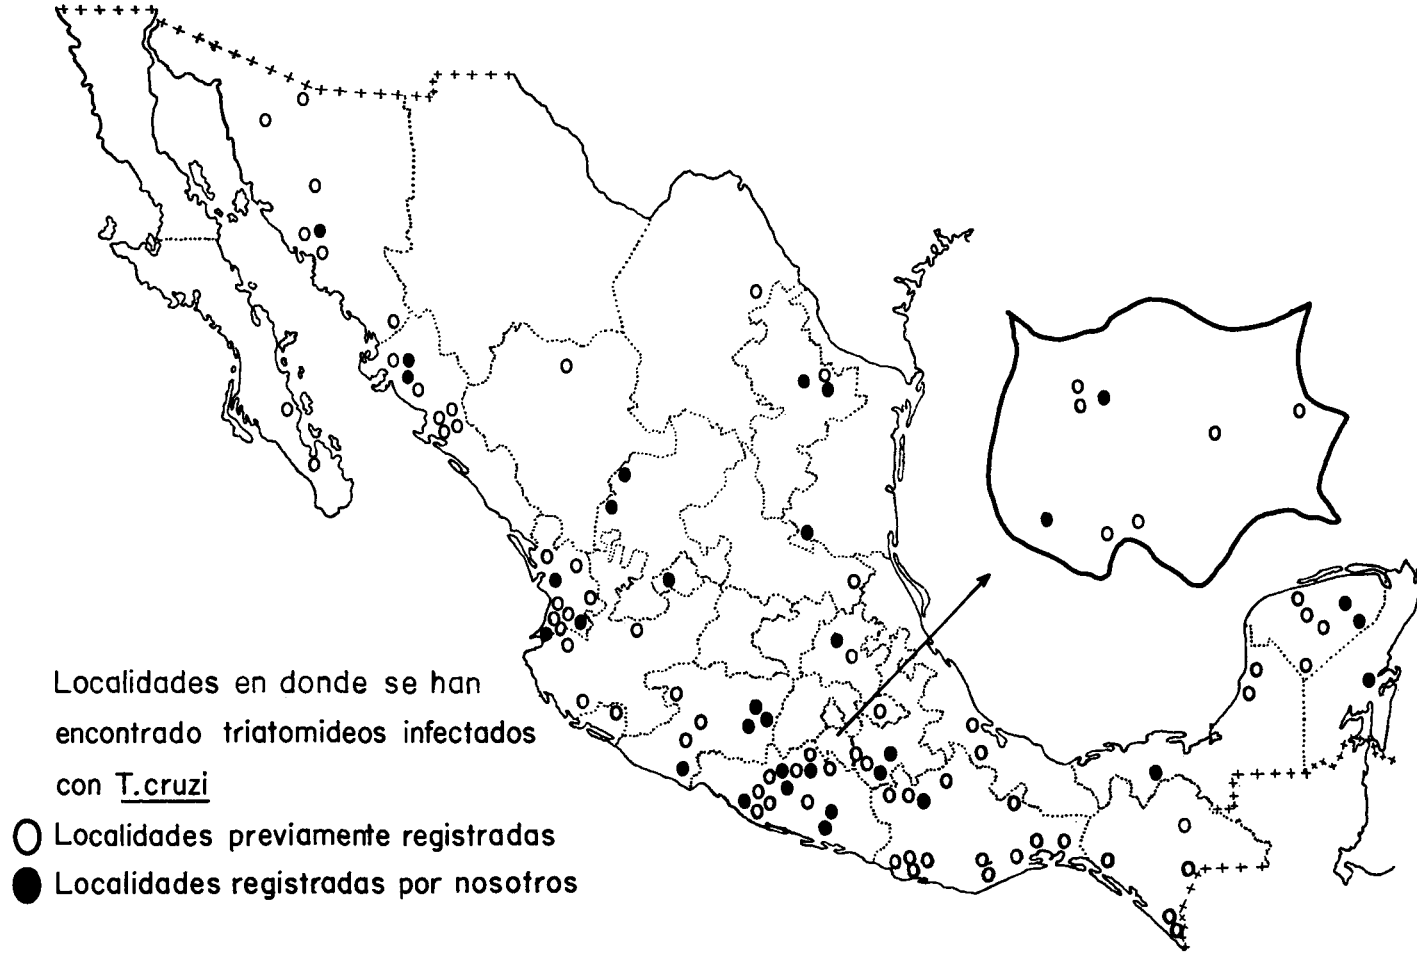 Localidades en donde se han
encontrado triatomideos infectados
con T.cruzi
Localidades previamente registradas
Localidades registradas por nosotros